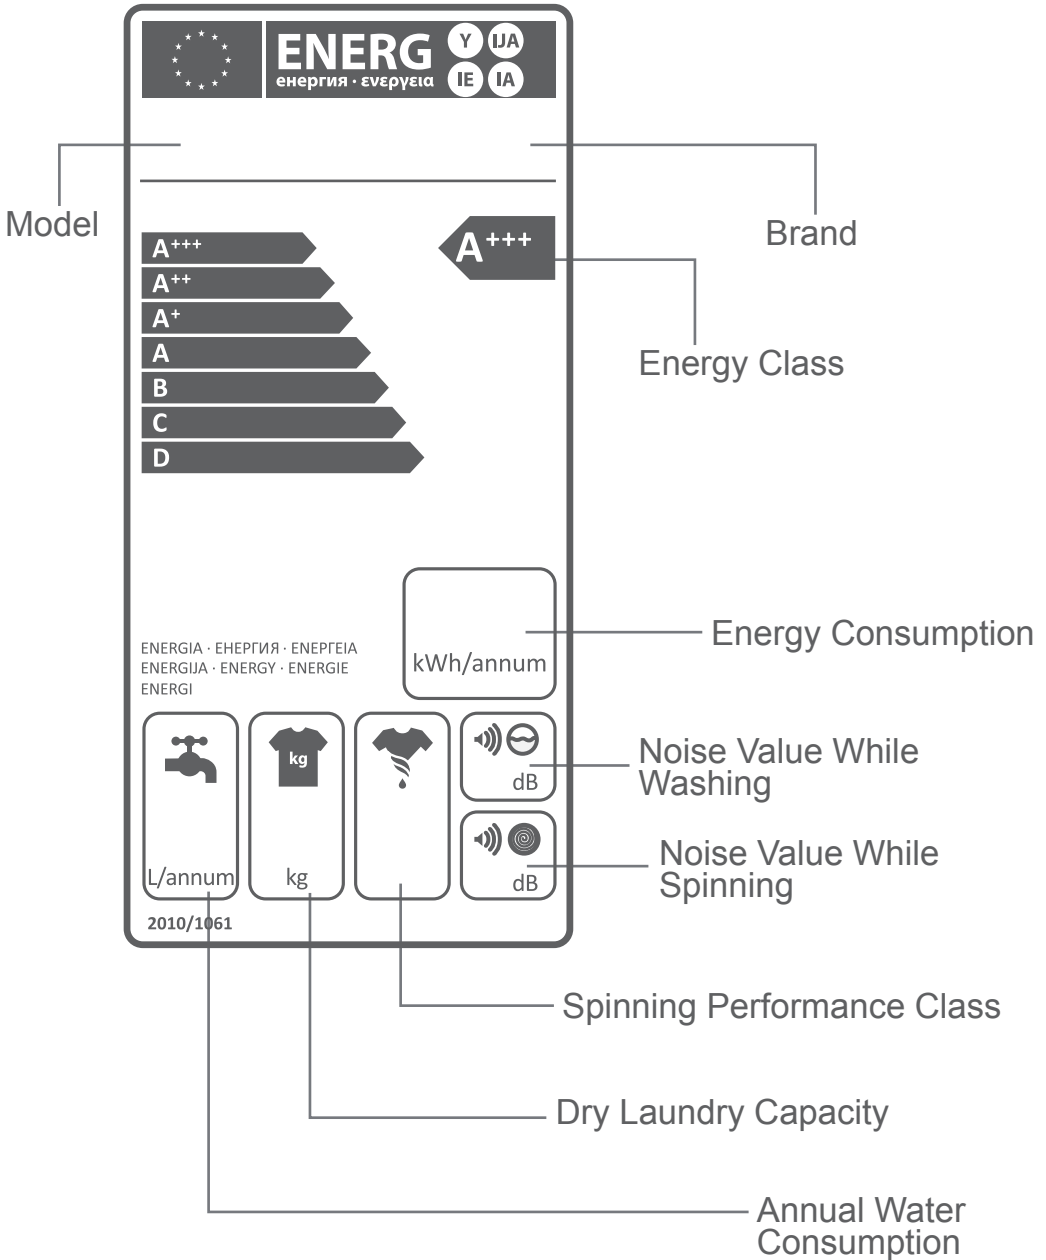 ENERG Y IJA
енергия · ενεργεια IE IA
Model
Brand
A+++
A+++
A++
A+
A
B
C
D
Energy Class
ENERGIA · ЕНЕРГИЯ · ΕΝΕΡΓΕΙΑ
ENERGIJA · ENERGY · ENERGIE
ENERGI
kWh/annum
Energy Consumption
kg
dB
Noise Value While
Washing
dB
Noise Value While
Spinning
L/annum
kg
2010/1061
Spinning Performance Class
Dry Laundry Capacity
Annual Water
Consumption